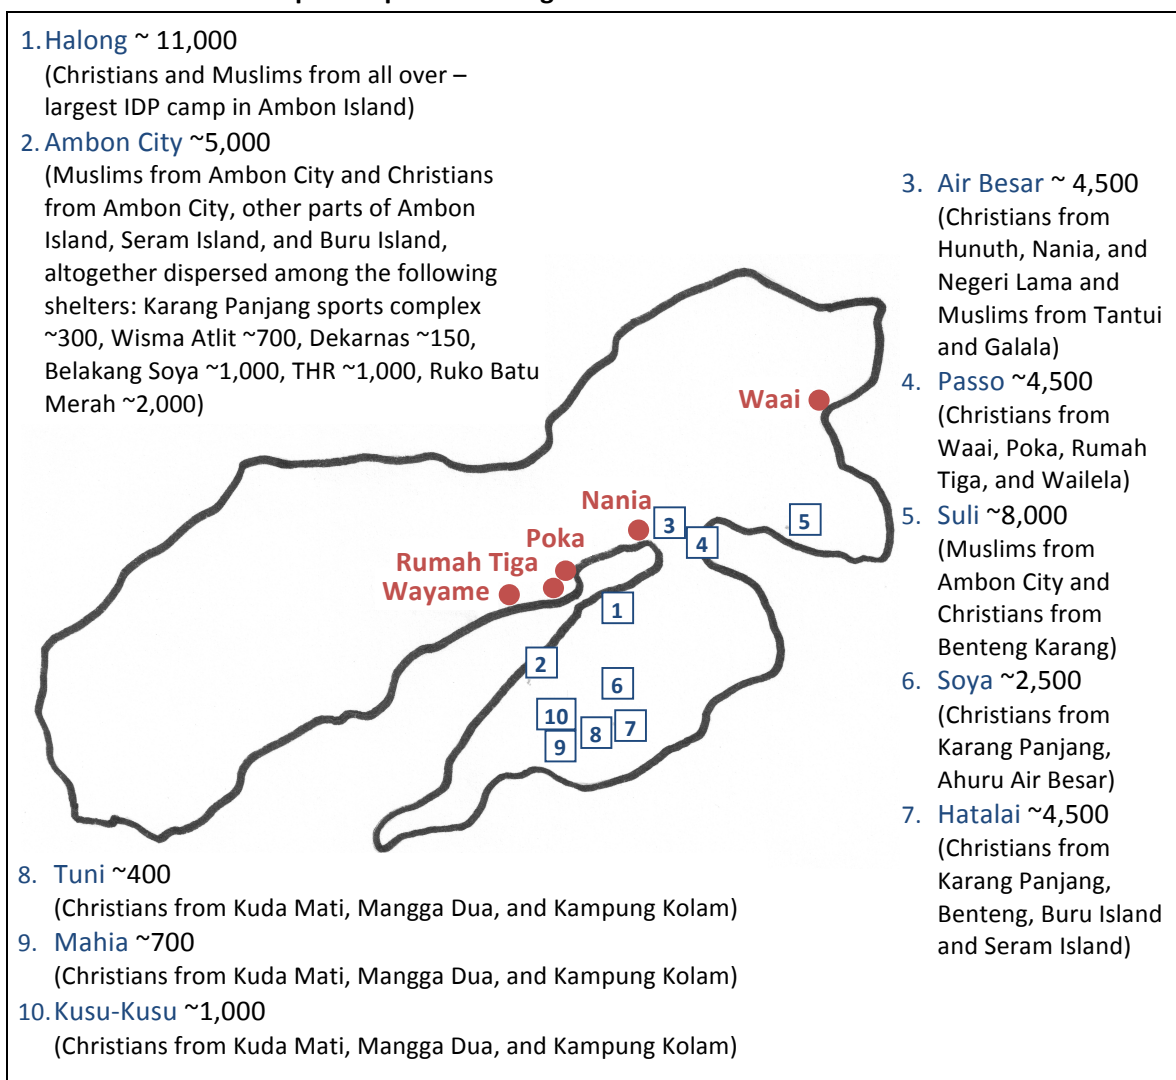 1. Halong ~ 11,000
(Christians and Muslims from all over –
largest IDP camp in Ambon Island)
2. Ambon City ~5,000
(Muslims from Ambon City and Christians
from Ambon City, other parts of Ambon
Island, Seram Island, and Buru Island,
altogether dispersed among the following
shelters: Karang Panjang sports complex
~300, Wisma Atlit ~700, Dekarnas ~150,
Belakang Soya ~1,000, THR ~1,000, Ruko Batu
Merah ~2,000)
3. Air Besar ~ 4,500
(Christians from
Hunuth, Nania, and
Negeri Lama and
Muslims from Tantui
and Galala)
4. Passo ~4,500
(Christians from
Waai, Poka, Rumah
Tiga, and Wailela)
5. Suli ~8,000
(Muslims from
Ambon City and
Christians from
Benteng Karang)
6. Soya ~2,500
(Christians from
Karang Panjang,
Ahuru Air Besar)
7. Hatalai ~4,500
(Christians from
Karang Panjang,
Benteng, Buru Island
and Seram Island)
Waai
Nania
Poka
Rumah Tiga
Wayame
3
4
5
1
2
6
10
9
8
7
8. Tuni ~400
(Christians from Kuda Mati, Mangga Dua, and Kampung Kolam)
9. Mahia ~700
(Christians from Kuda Mati, Mangga Dua, and Kampung Kolam)
10. Kusu-Kusu ~1,000
(Christians from Kuda Mati, Mangga Dua, and Kampung Kolam)